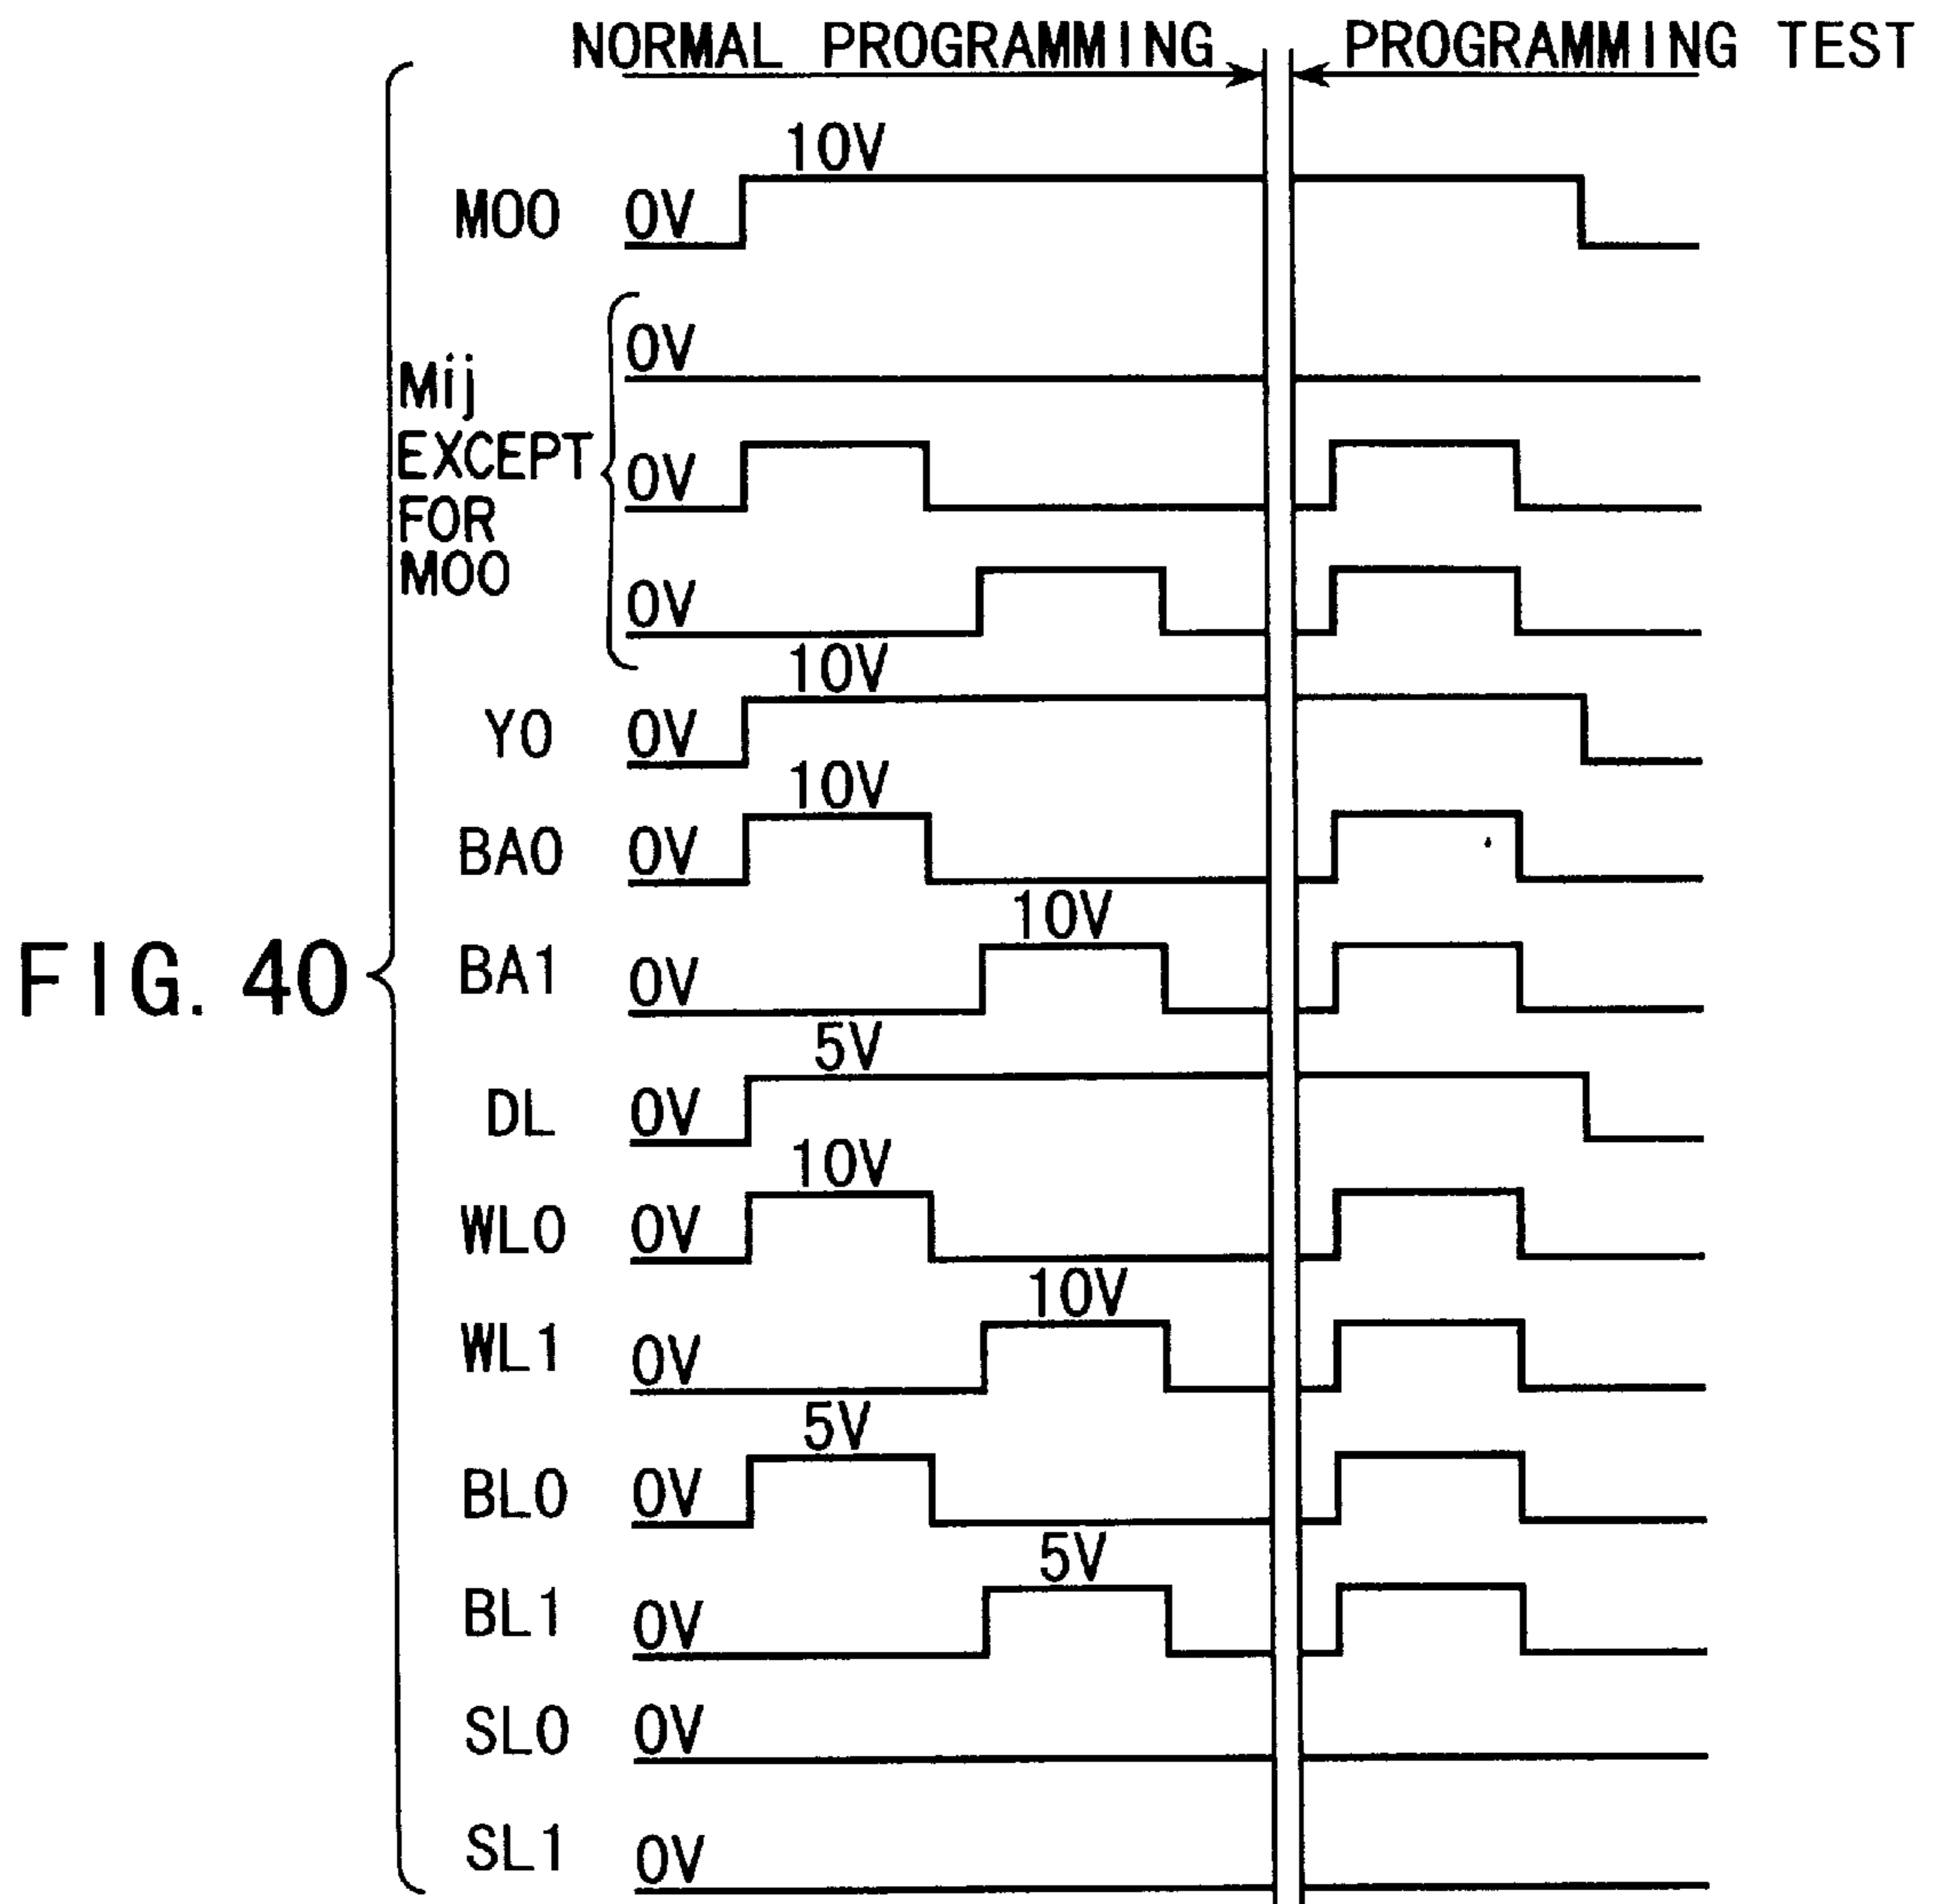 NORMAL PROGRAMMING PROGRAMMING TEST
10V
M00 0V
0V
Mij
EXCEPT
FOR
M00
0V
0V
10V
Y0 0V
10V
BA0 0V
10V
FIG. 40
BA1 0V
5V
DL 0V
10V
WL0 0V
10V
WL1 0V
5V
BL0 0V
5V
BL1 0V
SL0 0V
SL1 0V